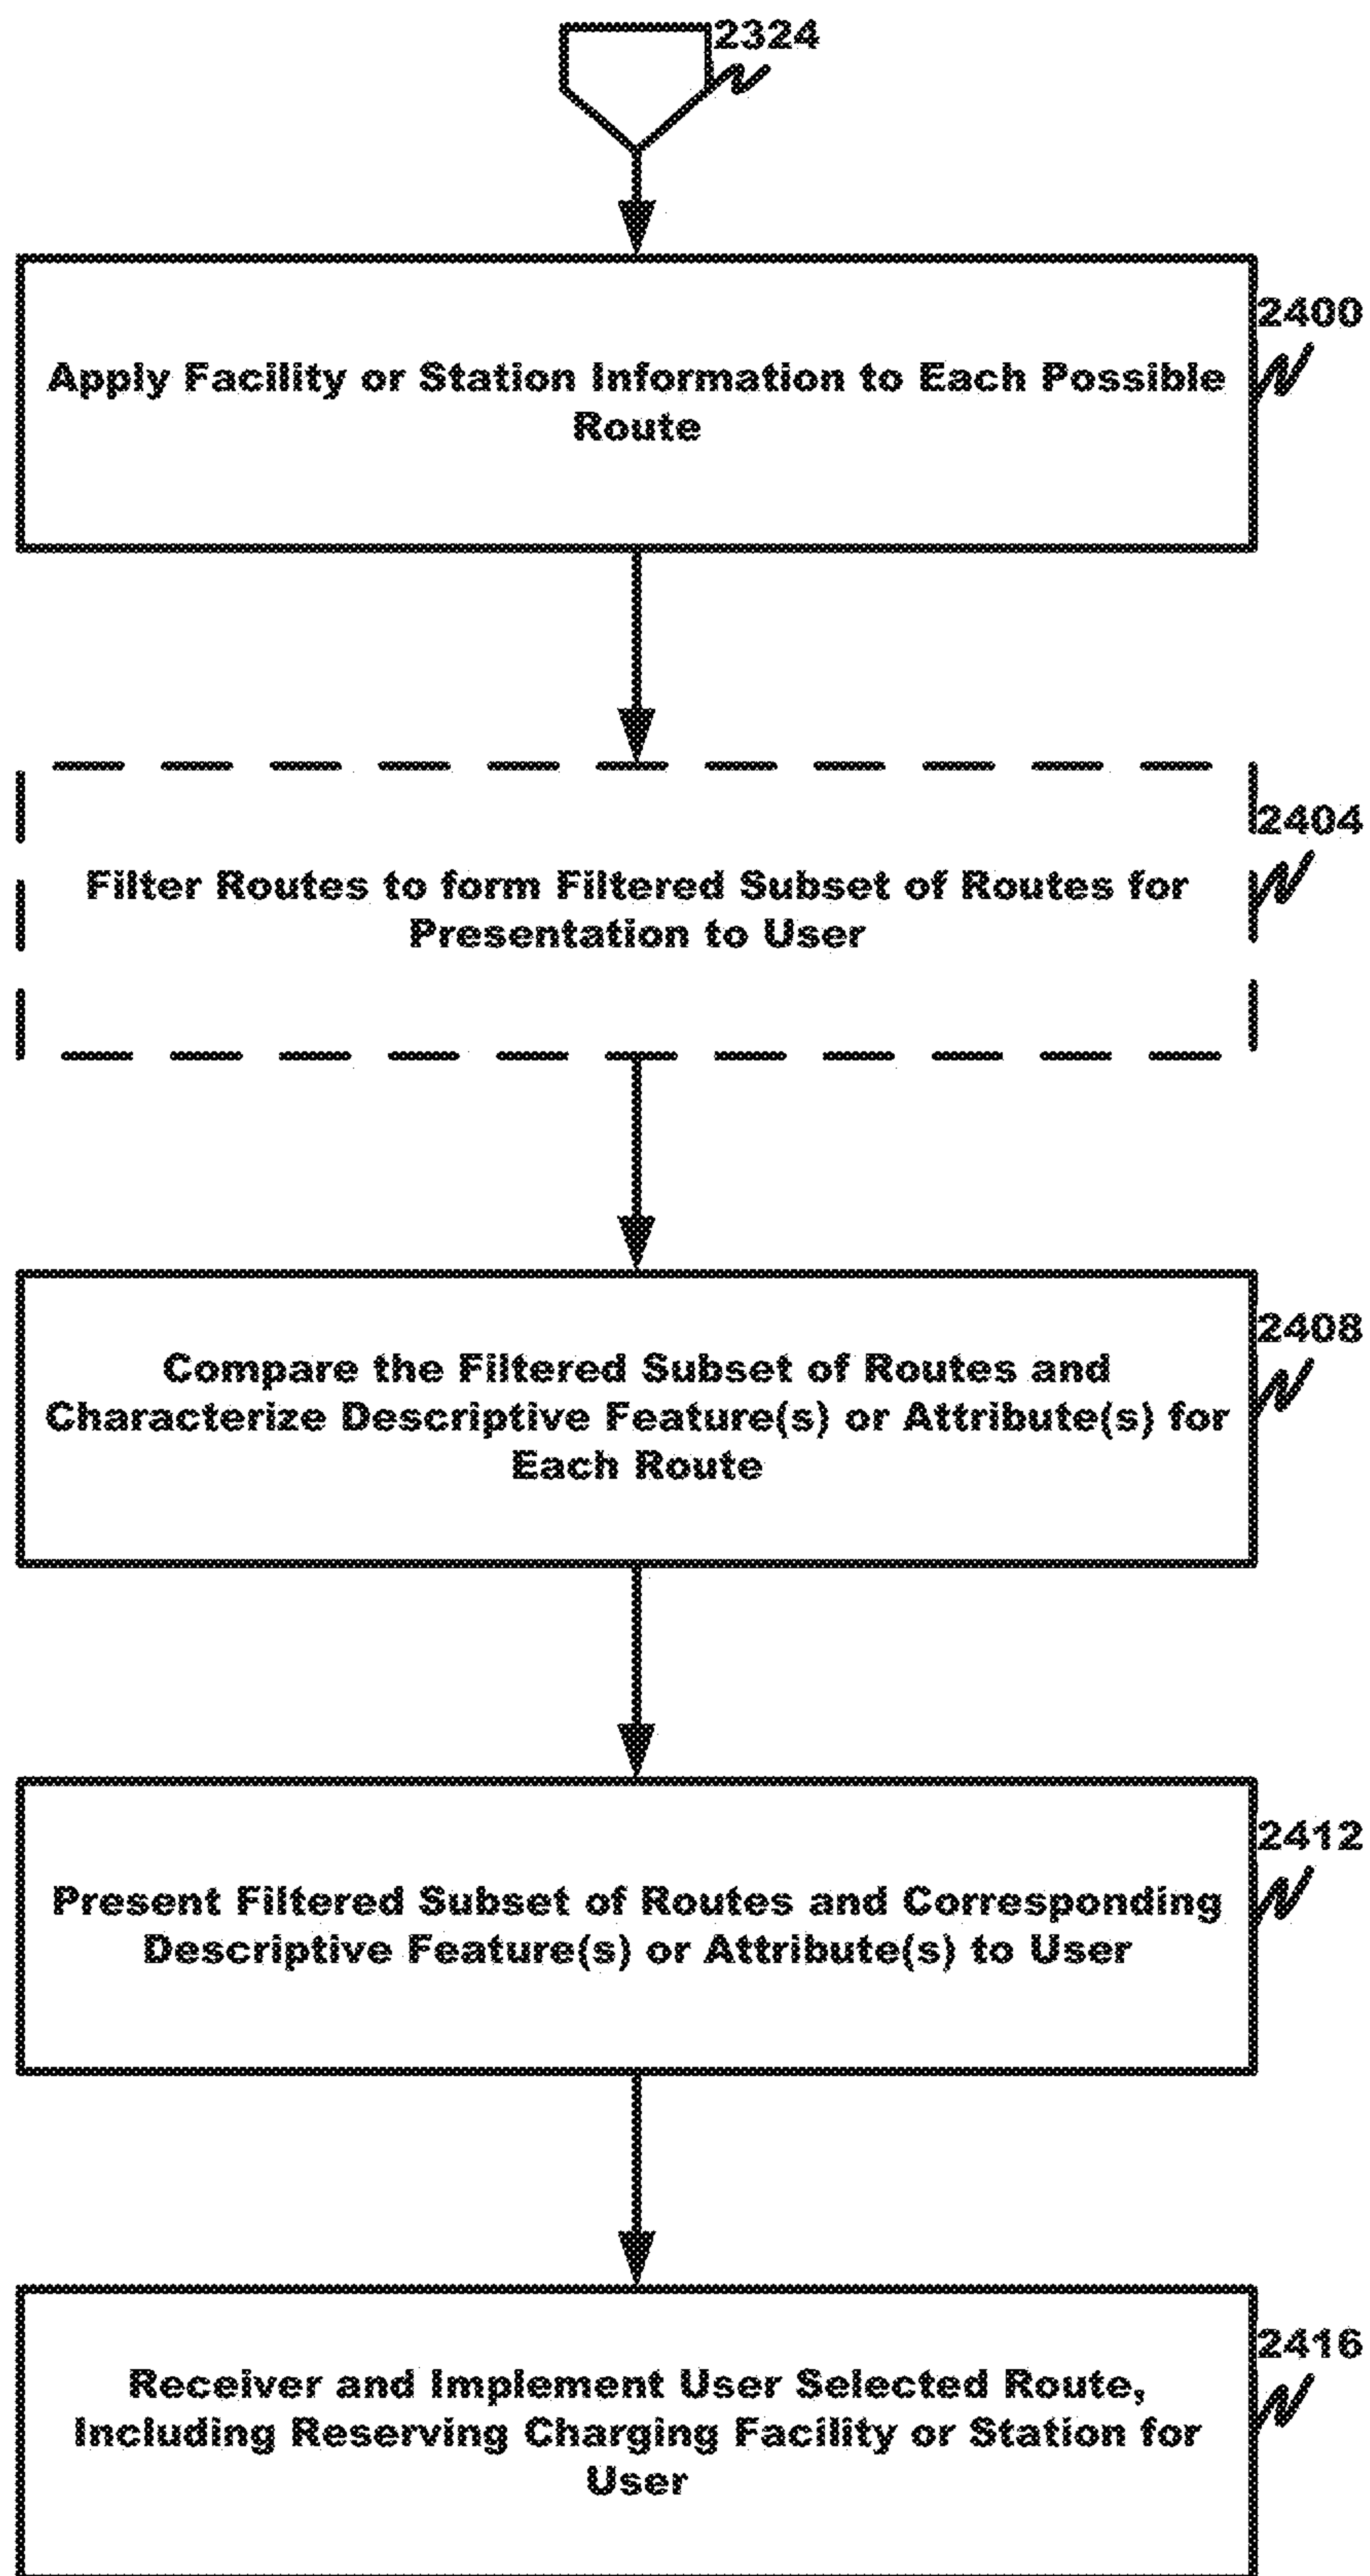 2324
2400
Apply Facility or Station Information to Each Possible
Route
2404
Filter Routes to form Filtered Subset of Routes for
Presentation to User
2408
Compare the Filtered Subset of Routes and
Characterize Descriptive Feature(s) or Attribute(s) for
Each Route
2412
Present Filtered Subset of Routes and Corresponding
Descriptive Feature(s) or Attribute(s) to User
2416
Receiver and Implement User Selected Route,
Including Reserving Charging Facility or Station for
User